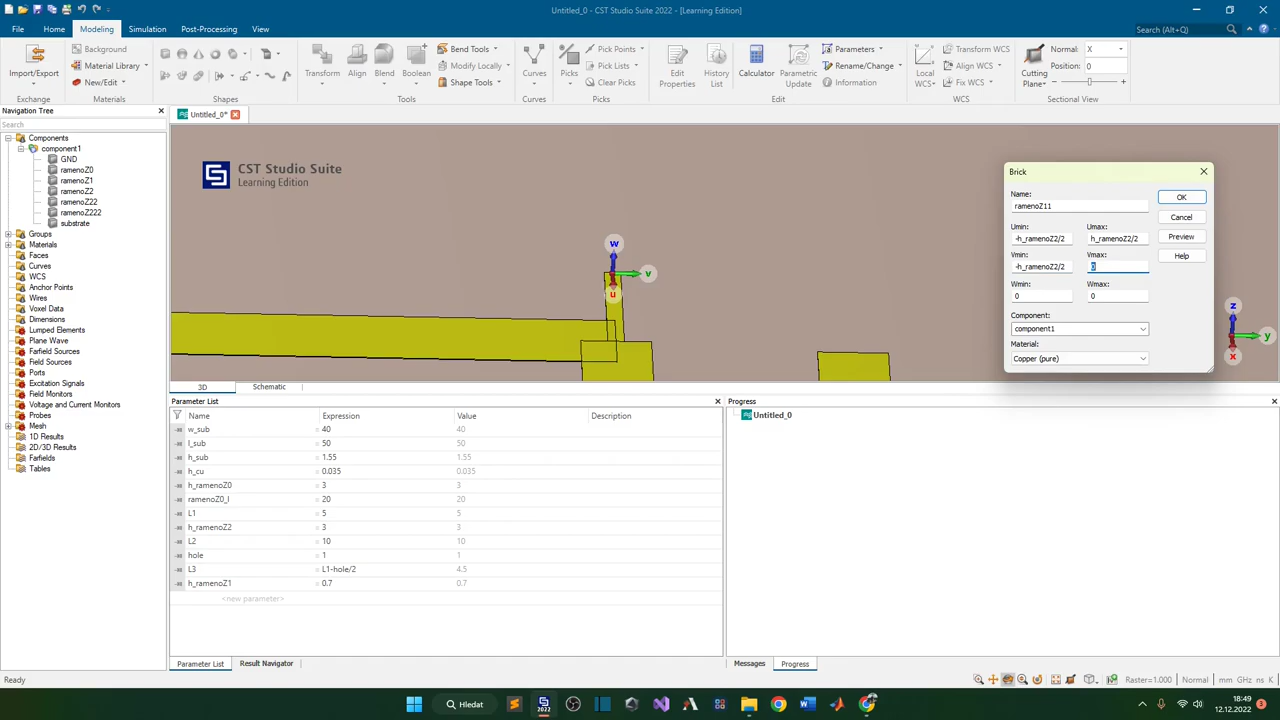 Untitled_0 - CST Studio Suite 2022 - [Learning Edition]
File Home Modeling Simulation Post-Processing View
Search (Alt+Q)
Import/Export
Background
Material Library
New/Edit
Transform Align Blend Boolean
Bend Tools
Modify Locally
Shape Tools
Curves
Picks
Pick Points
Pick Lists
Clear Picks
Edit Properties
History List
Calculator
Parametric Update
Parameters
Rename/Change
Information
Local WCS
Transform WCS
Align WCS
Fix WCS
Cutting Plane
Normal: X
Position: 0
Exchange Materials Shapes Tools Curves Picks Edit WCS Sectional View
Navigation Tree
Untitled_0*
Search
Components
component1
GND
ramenoZ0
ramenoZ1
ramenoZ2
ramenoZ22
ramenoZ222
substrate
Groups
Materials
Faces
Curves
WCS
Anchor Points
Wires
Voxel Data
Dimensions
Lumped Elements
Plane Wave
Farfield Sources
Field Sources
Ports
Excitation Signals
Field Monitors
Voltage and Current Monitors
Probes
Mesh
1D Results
2D/3D Results
Farfields
Tables
CST Studio Suite
Learning Edition
w
v
u
z
y
x
Brick
Name:
ramenoZ11
OK
Cancel
Preview
Help
Umin: Umax:
-h_ramenoZ2/2 h_ramenoZ2/2
Vmin: Vmax:
-h_ramenoZ2/2 0
Wmin: Wmax:
0 0
Component:
component1
Material:
Copper (pure)
3D Schematic
Parameter List
Name Expression Value Description
w_sub = 40 40
l_sub = 50 50
h_sub = 1.55 1.55
h_cu = 0.035 0.035
h_ramenoZ0 = 3 3
ramenoZ0_l = 20 20
L1 = 5 5
h_ramenoZ2 = 3 3
L2 = 10 10
hole = 1 1
L3 = L1-hole/2 4.5
h_ramenoZ1 = 0.7 0.7
<new parameter>
Parameter List Result Navigator
Progress
Untitled_0
Messages Progress
Ready
Raster=1.000 Normal mm GHz ns K
2022
Hledat
18:49
12.12.2022